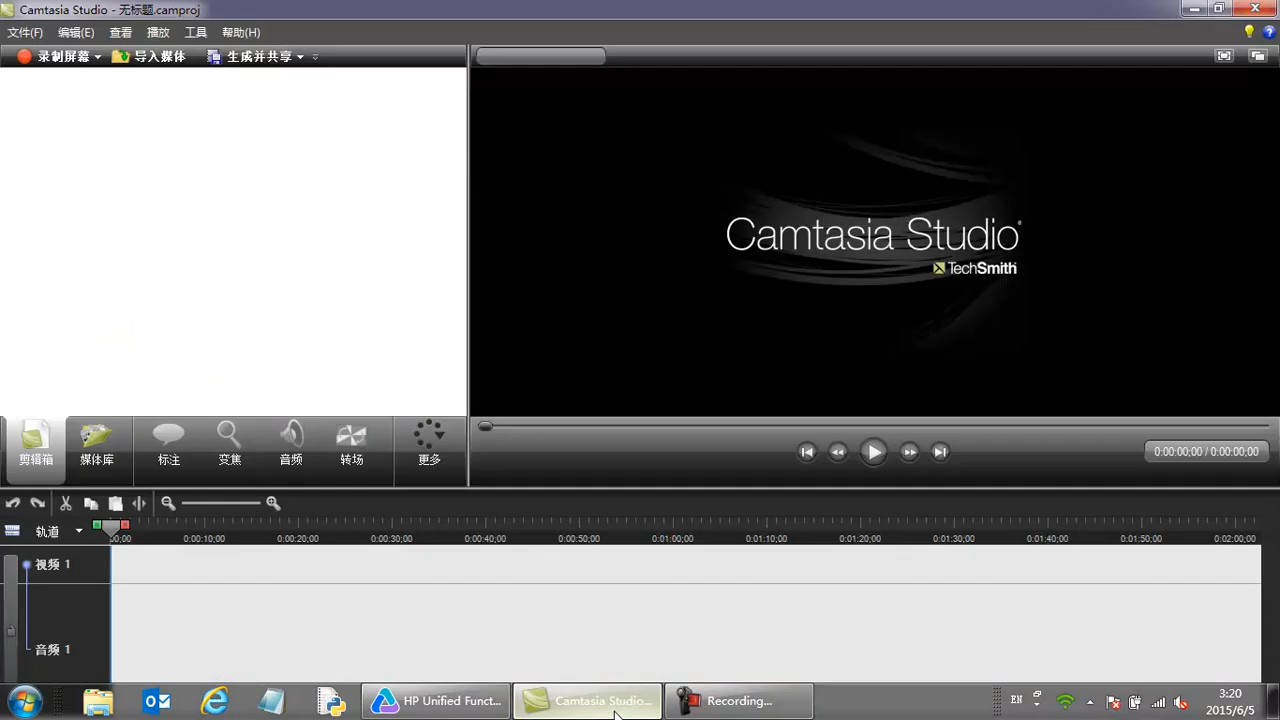 Camtasia Studio - 无标题.camproj
文件(F) 编辑(E) 查看 播放 工具 帮助(H)
录制屏幕 导入媒体 生成并共享
Camtasia Studio
TechSmith
剪辑箱 媒体库 标注 变焦 音频 转场 更多
0:00:00;00 / 0:00:00;00
轨道
00;00 0:00:10;00 0:00:20;00 0:00:30;00 0:00:40;00 0:00:50;00 0:01:00;00 0:01:10;00 0:01:20;00 0:01:30;00 0:01:40;00 0:01:50;00 0:02:00;00
视频 1
音频 1
HP Unified Funct... Camtasia Studio... Recording... EN 3:20
2015/6/5